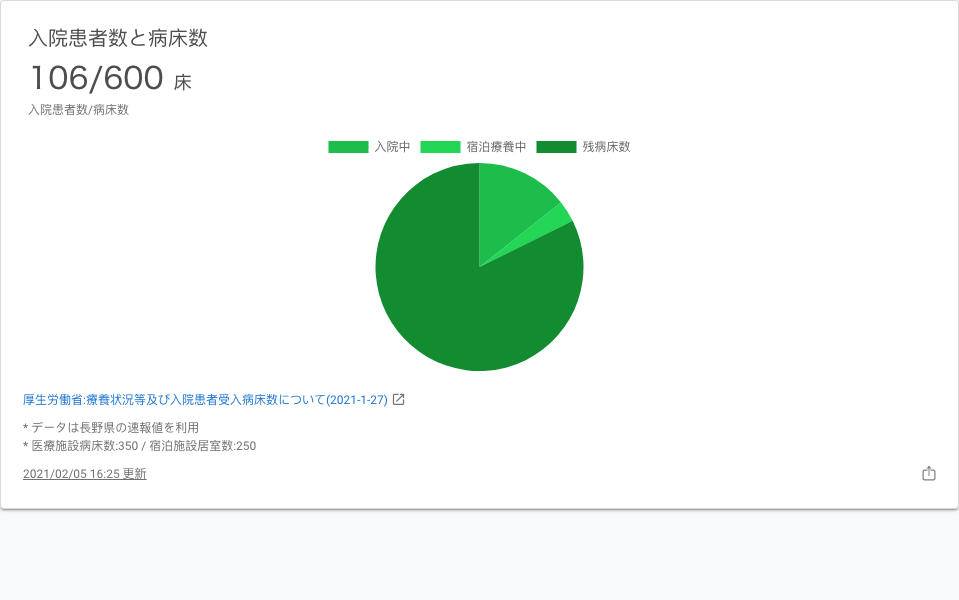 入院患者数と病床数
106/600 床
入院患者数/病床数
入院中 宿泊療養中 残病床数
厚生労働省:療養状況等及び入院患者受入病床数について(2021-1-27)
* データは長野県の速報値を利用
* 医療施設病床数:350 / 宿泊施設居室数:250
2021/02/05 16:25 更新